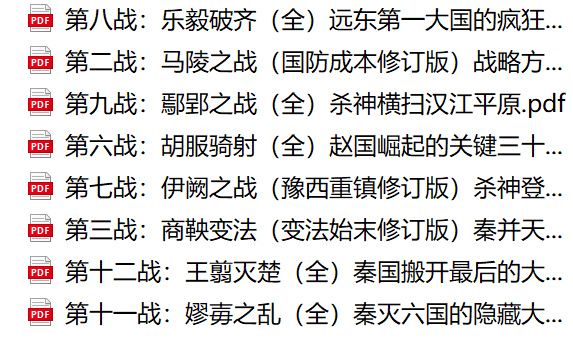 PDF 第八战：乐毅破齐（全）远东第一大国的疯狂...
PDF 第二战：马陵之战（国防成本修订版）战略方...
PDF 第九战：鄢郢之战（全）杀神横扫汉江平原.pdf
PDF 第六战：胡服骑射（全）赵国崛起的关键三十...
PDF 第七战：伊阙之战（豫西重镇修订版）杀神登...
PDF 第三战：商鞅变法（变法始末修订版）秦并天...
PDF 第十二战：王翦灭楚（全）秦国搬开最后的大...
PDF 第十一战：嫪毐之乱（全）秦灭六国的隐藏大...